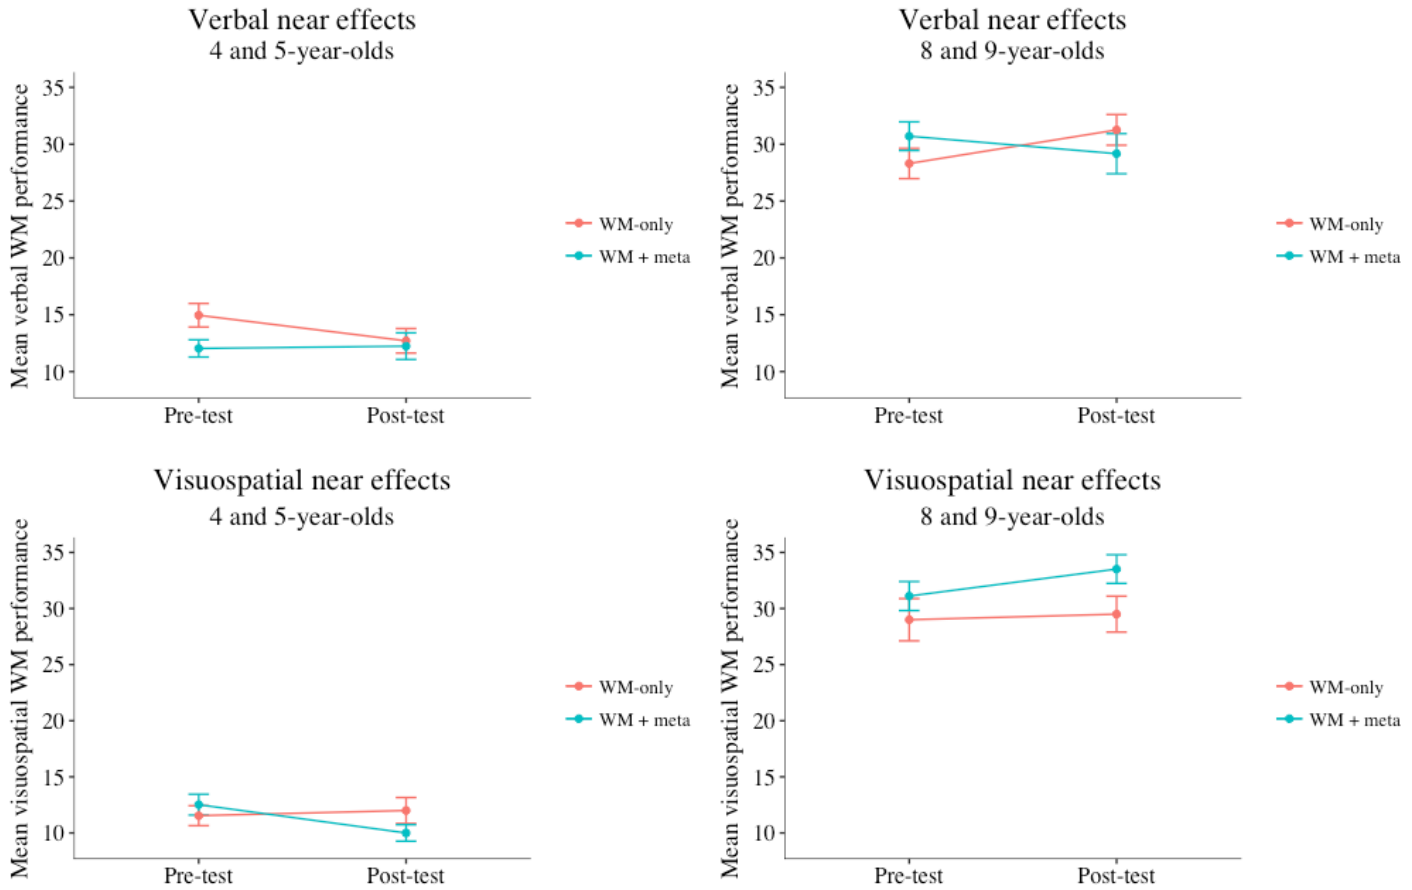 Verbal near effects
4 and 5-year-olds
Mean verbal WM performance
35
30
25
20
15
10
Pre-test Post-test
WM-only
WM + meta
Verbal near effects
8 and 9-year-olds
Mean verbal WM performance
35
30
25
20
15
10
Pre-test Post-test
WM-only
WM + meta
Visuospatial near effects
4 and 5-year-olds
Mean visuospatial WM performance
35
30
25
20
15
10
Pre-test Post-test
WM-only
WM + meta
Visuospatial near effects
8 and 9-year-olds
Mean visuospatial WM performance
35
30
25
20
15
10
Pre-test Post-test
WM-only
WM + meta